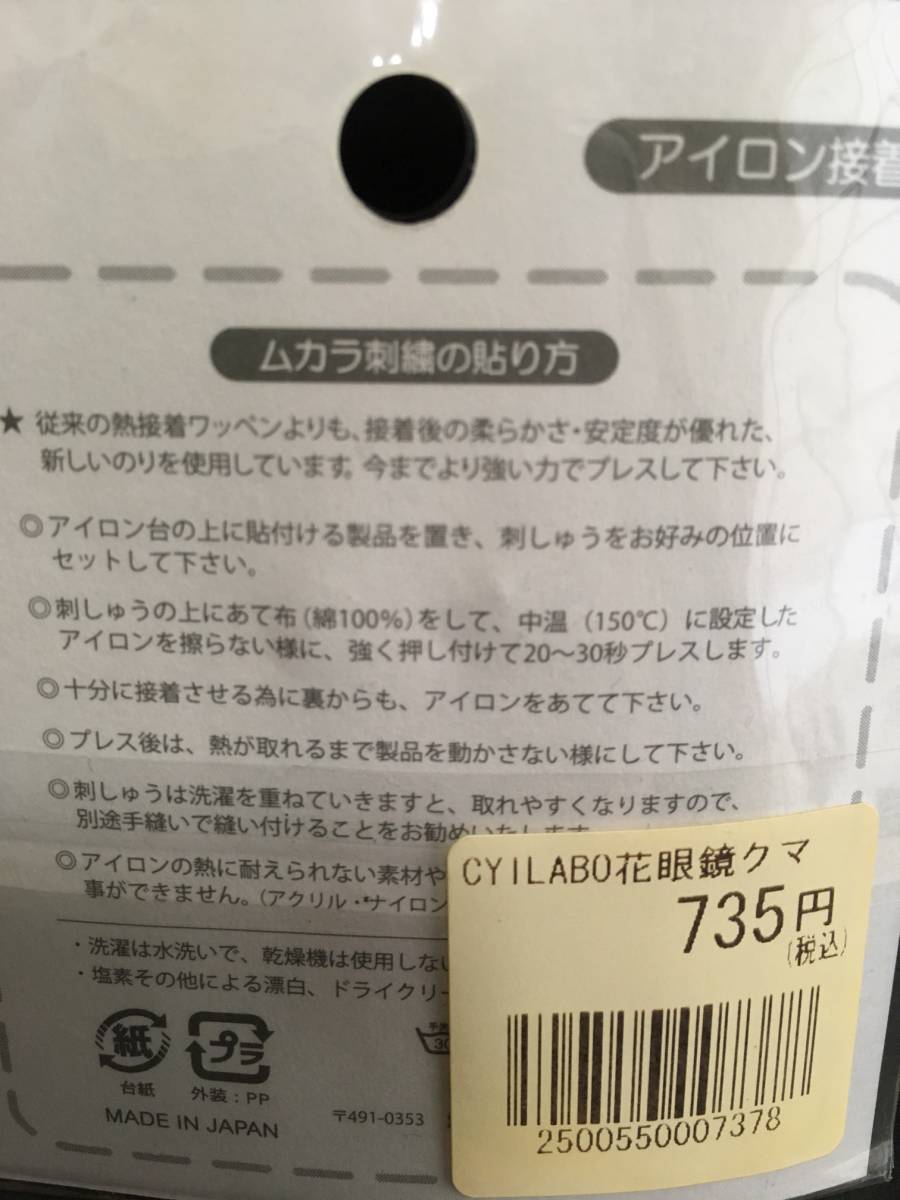 アイロン接着
ムカラ刺繍の貼り方
★ 従来の熱接着ワッペンよりも、接着後の柔らかさ・安定度が優れた、
新しいのりを使用しています。今までより強い力でプレスして下さい。
◎アイロン台の上に貼付ける製品を置き、刺しゅうをお好みの位置に
セットして下さい。
◎刺しゅうの上にあて布（綿100%）をして、中温（150℃）に設定した
アイロンを擦らない様に、強く押し付けて20〜30秒プレスします。
◎十分に接着させる為に裏からも、アイロンをあてて下さい。
◎プレス後は、熱が取れるまで製品を動かさない様にして下さい。
◎刺しゅうは洗濯を重ねていきますと、取れやすくなりますので、
別途手縫いで縫い付けることをお勧めいたします。
◎アイロンの熱に耐えられない素材や
事ができません。（アクリル・ナイロン
・洗濯は水洗いで、乾燥機は使用しない
・塩素その他による漂白、ドライクリー
紙
プラ
台紙
外装：PP
30
MADE IN JAPAN
〒491-0353
CYILABO花眼鏡クマ
735円
(税込)
2500550007378